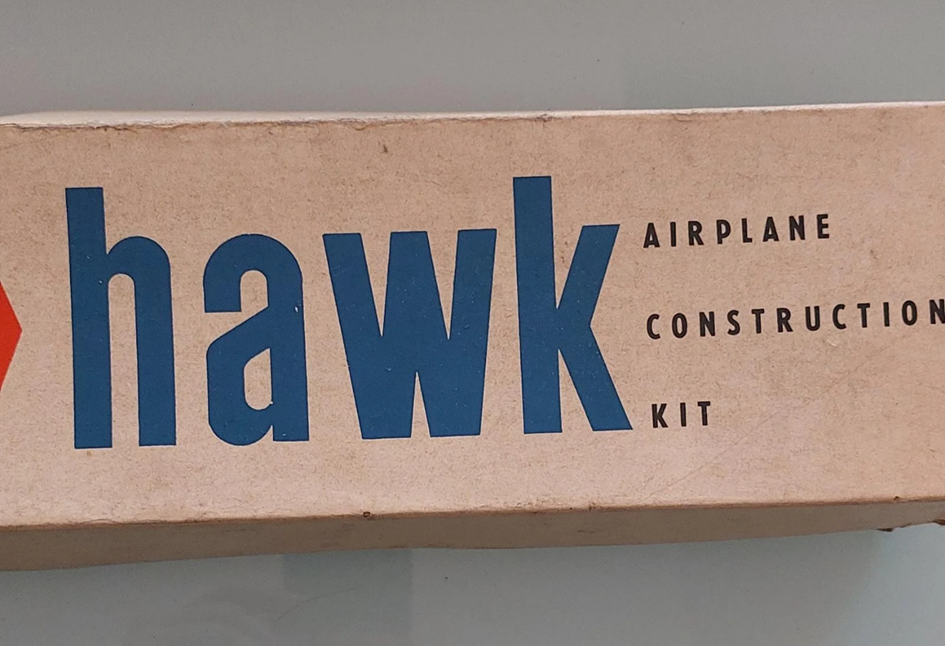 hawk
AIRPLANE
CONSTRUCTION
KIT